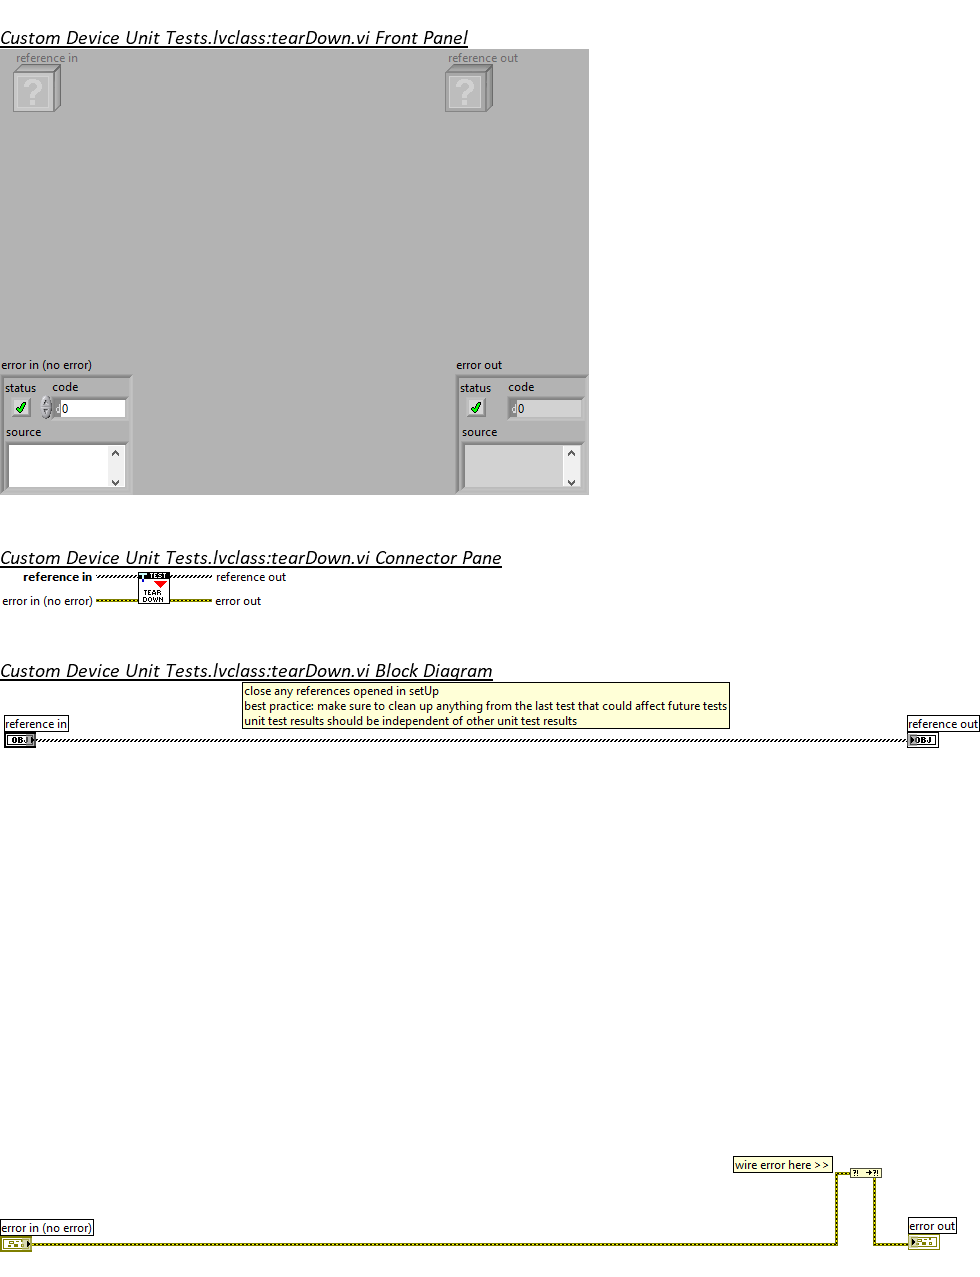 Custom Device Unit Tests.lvclass:tearDown.vi Front Panel
reference in
reference out
?
?
error in (no error)
error out
status
code
status
code
d0
d0
source
source
Custom Device Unit Tests.lvclass:tearDown.vi Connector Pane
reference in
TEST
reference out
TEAR
DOWN
error in (no error)
error out
Custom Device Unit Tests.lvclass:tearDown.vi Block Diagram
close any references opened in setUp
best practice: make sure to clean up anything from the last test that could affect future tests
unit test results should be independent of other unit test results
reference in
reference out
OBJ
OBJ
wire error here >>
?! ?!
error in (no error)
error out